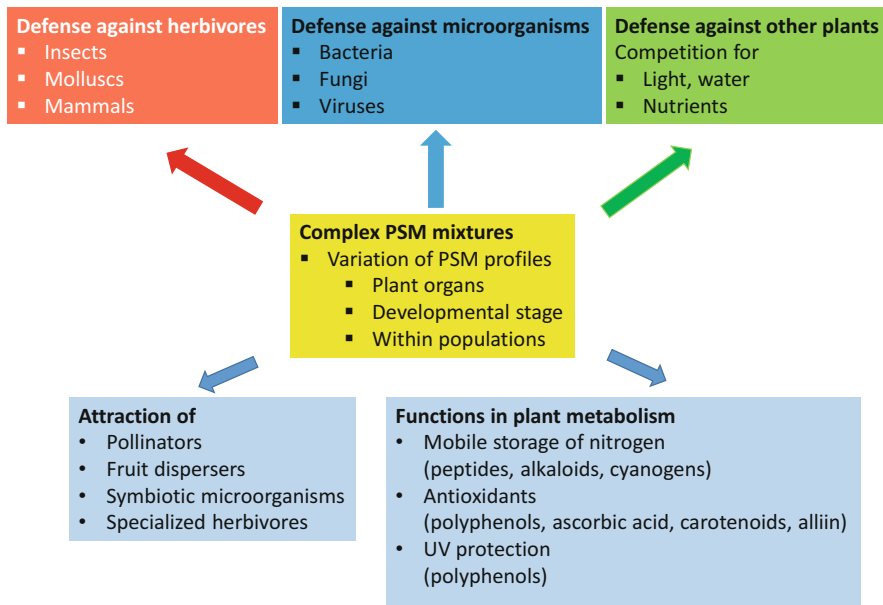 Defense against herbivores
▪ Insects
▪ Molluscs
▪ Mammals
Defense against microorganisms
▪ Bacteria
▪ Fungi
▪ Viruses
Defense against other plants
Competition for
▪ Light, water
▪ Nutrients
Complex PSM mixtures
▪ Variation of PSM profiles
▪ Plant organs
▪ Developmental stage
▪ Within populations
Attraction of
• Pollinators
• Fruit dispersers
• Symbiotic microorganisms
• Specialized herbivores
Functions in plant metabolism
• Mobile storage of nitrogen
(peptides, alkaloids, cyanogens)
• Antioxidants
(polyphenols, ascorbic acid, carotenoids, alliin)
• UV protection
(polyphenols)